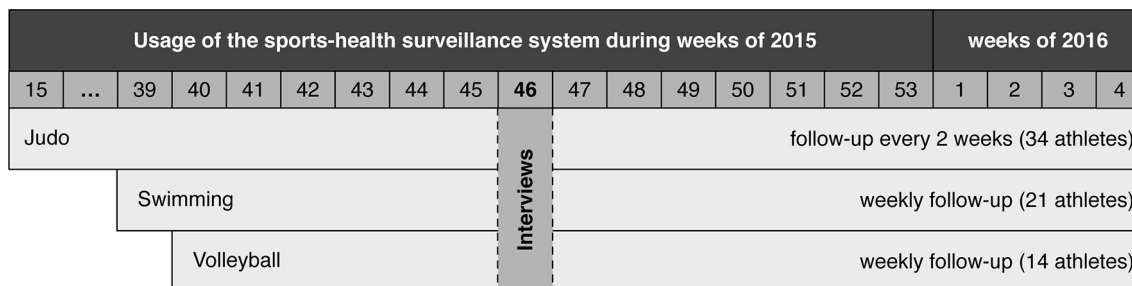 Usage of the sports-health surveillance system during weeks of 2015 weeks of 2016
15 ... 39 40 41 42 43 44 45 46 47 48 49 50 51 52 53 1 2 3 4
Judo follow-up every 2 weeks (34 athletes)
Swimming weekly follow-up (21 athletes)
Interviews
Volleyball weekly follow-up (14 athletes)